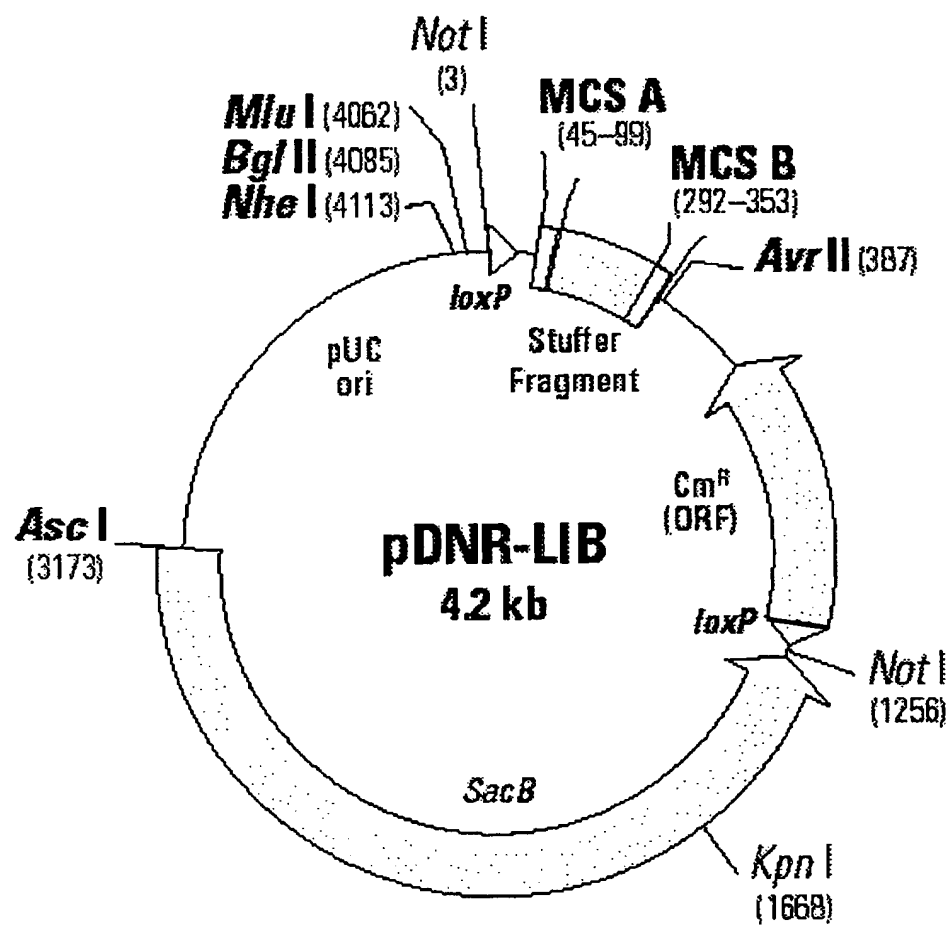 Not I
(3)
Mlu I (4062)
Bgl II (4085)
Nhe I (4113)
MCS A
(45–99)
MCS B
(292–353)
Avr II (387)
loxP
Stuffer
Fragment
pUC
ori
CmR
(ORF)
Asc I
(3173)
pDNR-LIB
4.2 kb
loxP
Not I
(1256)
SacB
Kpn I
(1668)